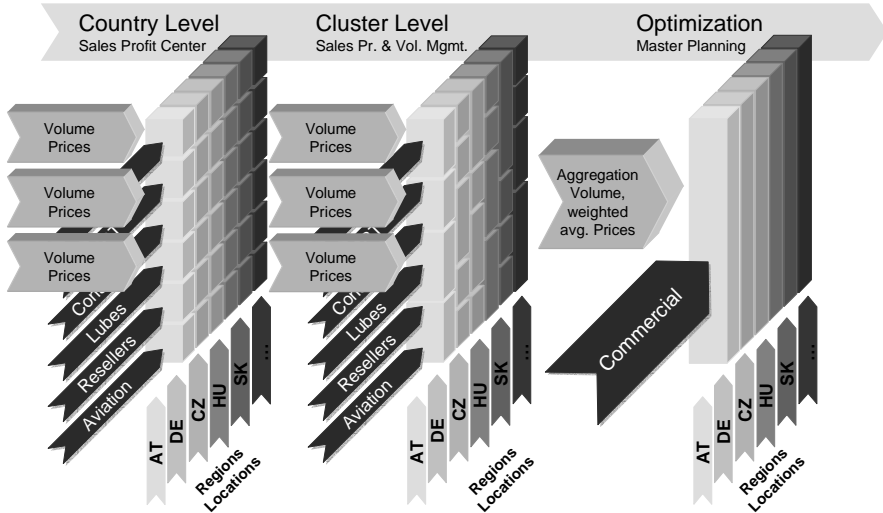 Country Level
Sales Profit Center
Cluster Level
Sales Pr. & Vol. Mgmt.
Optimization
Master Planning
Volume
Prices
Volume
Prices
Volume
Prices
Lubes
Resellers
Aviation
AT
DE
CZ
HU
SK
...
Regions
Locations
Volume
Prices
Volume
Prices
Volume
Prices
Lubes
Resellers
Aviation
AT
DE
CZ
HU
SK
...
Regions
Locations
Aggregation
Volume,
weighted
avg. Prices
Commercial
AT
DE
CZ
HU
SK
...
Regions
Locations